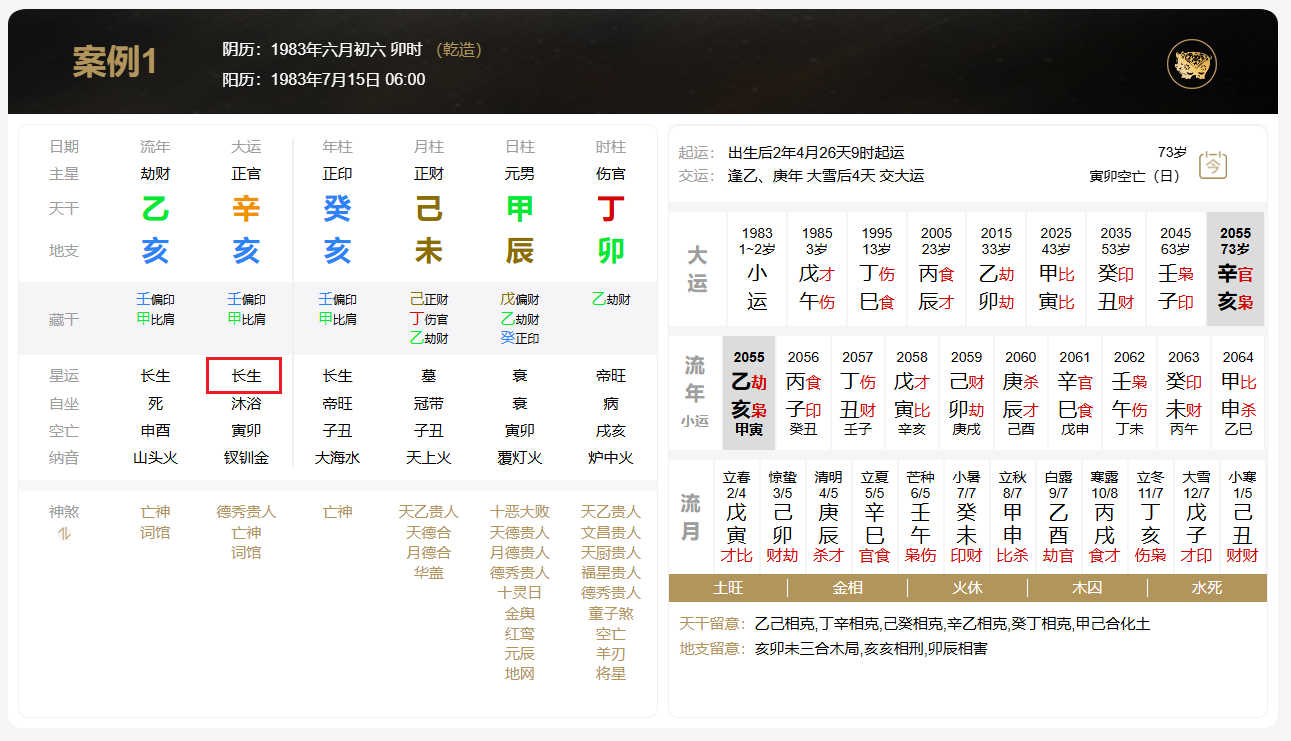 案例1
阴历：1983年六月初六 卯时 （乾造）
阳历：1983年7月15日 06:00
日期 流年 大运 年柱 月柱 日柱 时柱
主星 劫财 正官 正印 正财 元男 伤官
天干 乙 辛 癸 己 甲 丁
地支 亥 亥 亥 未 辰 卯
藏干
壬偏印 壬偏印 壬偏印 己正财 戊偏财 乙劫财
甲比肩 甲比肩 甲比肩 丁伤官 乙劫财
乙劫财 癸正印
星运 长生 长生 长生 墓 衰 帝旺
自坐 死 沐浴 帝旺 冠带 衰 病
空亡 申酉 寅卯 子丑 子丑 寅卯 戌亥
纳音 山头火 钗钏金 大海水 天上火 覆灯火 炉中火
神煞 亡神 德秀贵人 亡神 天乙贵人 十恶大败 天乙贵人
词馆 亡神 天德合 天德贵人 文昌贵人
词馆 月德合 月德贵人 天厨贵人
华盖 德秀贵人 福星贵人
十灵日 德秀贵人
金舆 童子煞
红鸾 空亡
元辰 羊刃
地网 将星
起运： 出生后2年4月26天9时起运 73岁
交运： 逢乙、庚年 大雪后4天 交大运 寅卯空亡（日）
今
大运
1983 1985 1995 2005 2015 2025 2035 2045 2055
1~2岁 3岁 13岁 23岁 33岁 43岁 53岁 63岁 73岁
小 戊才 丁伤 丙食 乙劫 甲比 癸印 壬枭 辛官
运 午伤 巳食 辰才 卯劫 寅比 丑财 子印 亥枭
流年
小运
2055 2056 2057 2058 2059 2060 2061 2062 2063 2064
乙劫 丙食 丁伤 戊才 己财 庚杀 辛官 壬枭 癸印 甲比
亥枭 子印 丑财 寅比 卯劫 辰才 巳食 午伤 未财 申杀
甲寅 癸丑 壬子 辛亥 庚戌 己酉 戊申 丁未 丙午 乙巳
流月
立春 惊蛰 清明 立夏 芒种 小暑 立秋 白露 寒露 立冬 大雪 小寒
2/4 3/5 4/5 5/5 6/5 7/7 8/7 9/7 10/8 11/7 12/7 1/5
戊 己 庚 辛 壬 癸 甲 乙 丙 丁 戊 己
寅 卯 辰 巳 午 未 申 酉 戌 亥 子 丑
才比 财劫 杀才 官食 枭伤 印财 比杀 劫官 食才 伤枭 才印 财财
土旺 金相 火休 木囚 水死
天干留意： 乙己相克,丁辛相克,己癸相克,辛乙相克,癸丁相克,甲己合化土
地支留意： 亥卯未三合木局,亥亥相刑,卯辰相害